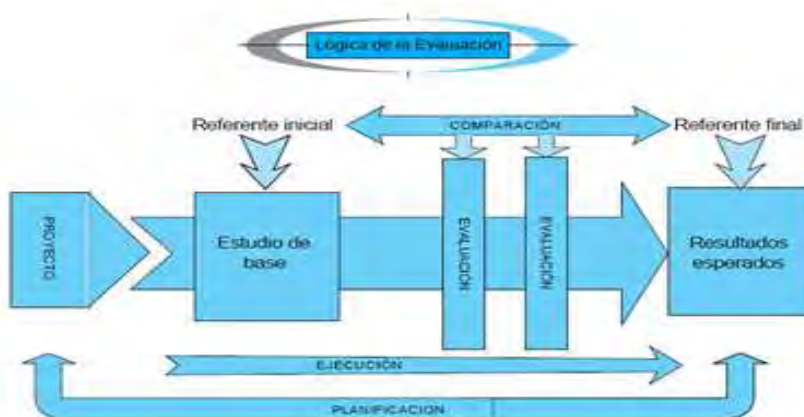 Lógica de la Evaluación
Referente inicial
COMPARACIÓN
Referente final
PROYECTO
Estudio de
base
EVALUACIÓN
EVALUACIÓN
Resultados
esperados
EJECUCIÓN
PLANIFICACION